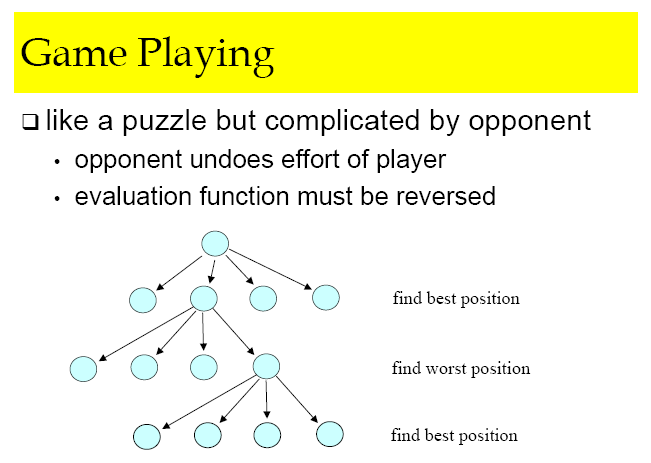 Game Playing
like a puzzle but complicated by opponent
• opponent undoes effort of player
• evaluation function must be reversed
find best position
find worst position
find best position